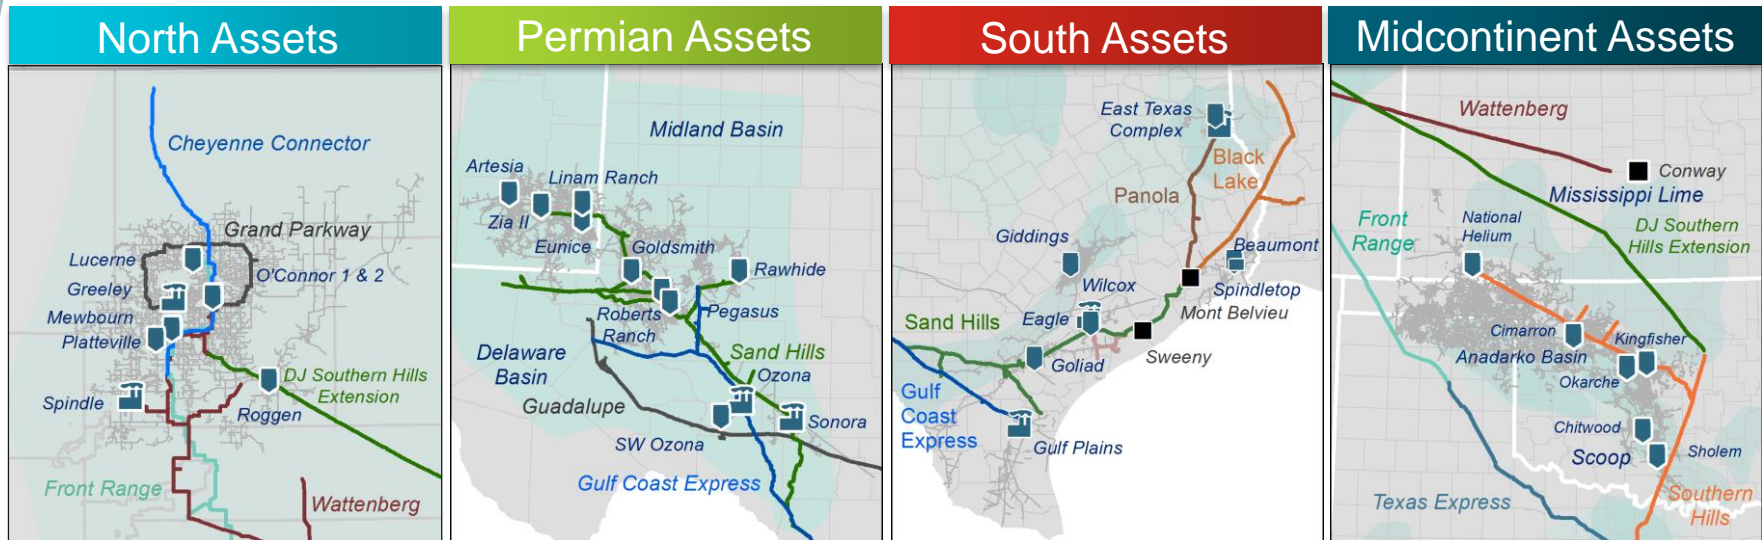 North Assets
Cheyenne Connector
Grand Parkway
Lucerne
O'Connor 1 & 2
Greeley
Mewbourn
Platteville
DJ Southern Hills
Extension
Spindle
Roggen
Front Range
Wattenberg
Permian Assets
Midland Basin
Artesia
Linam Ranch
Zia II
Eunice
Goldsmith
Rawhide
Roberts
Ranch
Pegasus
Delaware
Basin
Sand Hills
Ozona
Guadalupe
Sonora
SW Ozona
Gulf Coast Express
South Assets
East Texas
Complex
Black
Lake
Panola
Giddings
Beaumont
Wilcox
Spindletop
Mont Belvieu
Sand Hills
Eagle
Sweeny
Goliad
Gulf
Coast
Express
Gulf Plains
Midcontinent Assets
Wattenberg
Conway
Mississippi Lime
Front
Range
National
Helium
DJ Southern
Hills Extension
Cimarron
Kingfisher
Anadarko Basin
Okarche
Chitwood
Scoop
Sholem
Texas Express
Southern
Hills